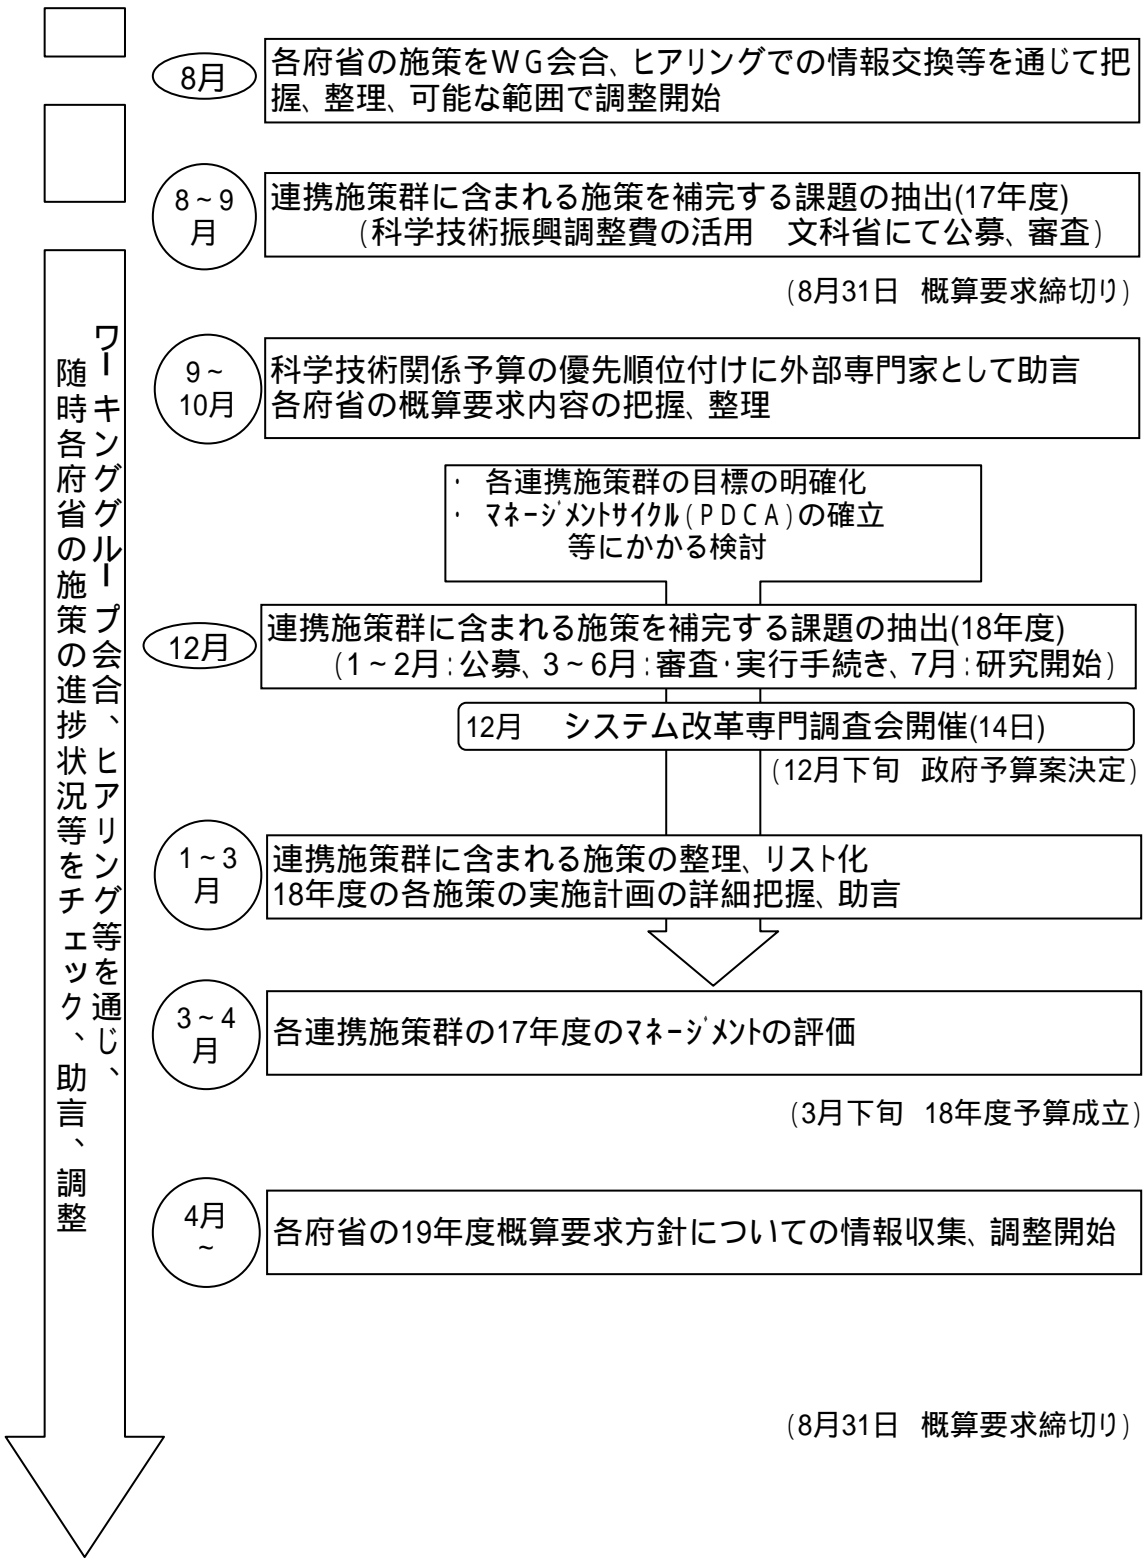 8月
各府省の施策をWG会合、ヒアリングでの情報交換等を通じて把
握、整理、可能な範囲で調整開始
8~9
月
連携施策群に含まれる施策を補完する課題の抽出(17年度)
(科学技術振興調整費の活用　文科省にて公募、審査)
(8月31日　概算要求締切り)
9~
10月
科学技術関係予算の優先順位付けに外部専門家として助言
各府省の概算要求内容の把握、整理
・ 各連携施策群の目標の明確化
・ ﾏﾈｰｼﾞﾒﾝﾄｻｲｸﾙ(PDCA)の確立
等にかかる検討
12月
連携施策群に含まれる施策を補完する課題の抽出(18年度)
(1~2月:公募、3~6月:審査・実行手続き、7月:研究開始)
12月　システム改革専門調査会開催(14日)
(12月下旬　政府予算案決定)
1~3
月
連携施策群に含まれる施策の整理、リスト化
18年度の各施策の実施計画の詳細把握、助言
3~4
月
各連携施策群の17年度のﾏﾈｰｼﾞﾒﾝﾄの評価
(3月下旬　18年度予算成立)
4月
~
各府省の19年度概算要求方針についての情報収集、調整開始
(8月31日　概算要求締切り)
ワーキンググループ会合、ヒアリング等を通じ、
随時各府省の施策の進捗状況等をチェック、助言、調整